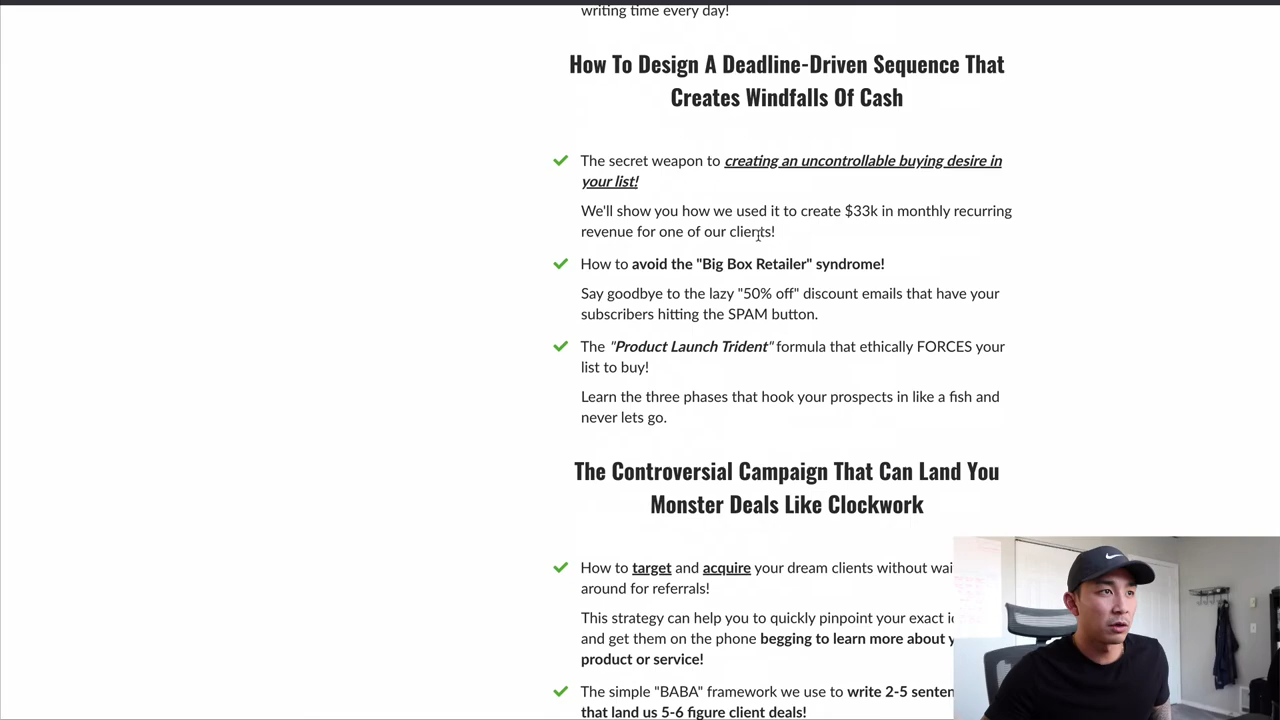 writing time every day!
How To Design A Deadline-Driven Sequence That
Creates Windfalls Of Cash
The secret weapon to creating an uncontrollable buying desire in
your list!
We'll show you how we used it to create $33k in monthly recurring
revenue for one of our clients!
How to avoid the "Big Box Retailer" syndrome!
Say goodbye to the lazy "50% off" discount emails that have your
subscribers hitting the SPAM button.
The "Product Launch Trident" formula that ethically FORCES your
list to buy!
Learn the three phases that hook your prospects in like a fish and
never lets go.
The Controversial Campaign That Can Land You
Monster Deals Like Clockwork
How to target and acquire your dream clients without
around for referrals!
This strategy can help you to quickly pinpoint your exact
and get them on the phone begging to learn more about
product or service!
The simple "BABA" framework we use to write 2-5
that land us 5-6 figure client deals!